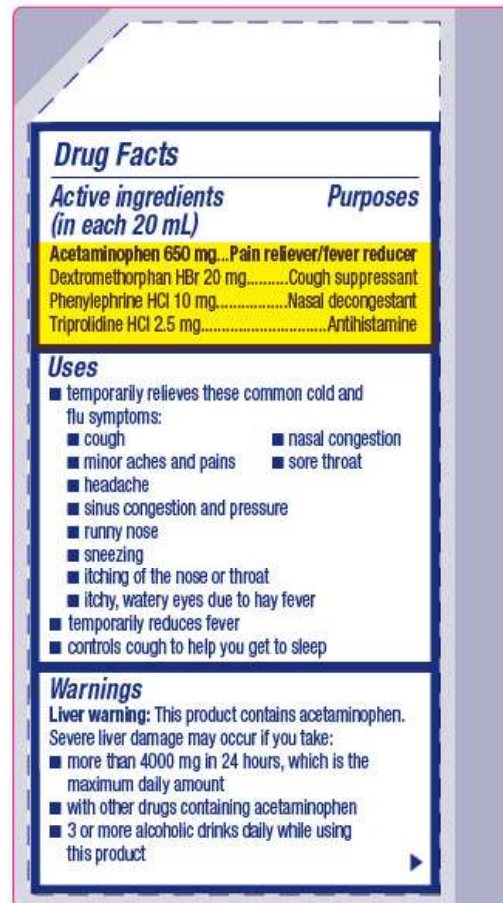 Drug Facts
Active ingredients Purposes
(in each 20 mL)
Acetaminophen 650 mg...Pain reliever/fever reducer
Dextromethorphan HBr 20 mg..........Cough suppressant
Phenylephrine HCl 10 mg.................Nasal decongestant
Triprolidine HCl 2.5 mg..............................Antihistamine
Uses
■ temporarily relieves these common cold and
flu symptoms:
■ cough ■ nasal congestion
■ minor aches and pains ■ sore throat
■ headache
■ sinus congestion and pressure
■ runny nose
■ sneezing
■ itching of the nose or throat
■ itchy, watery eyes due to hay fever
■ temporarily reduces fever
■ controls cough to help you get to sleep
Warnings
Liver warning: This product contains acetaminophen.
Severe liver damage may occur if you take:
■ more than 4000 mg in 24 hours, which is the
maximum daily amount
■ with other drugs containing acetaminophen
■ 3 or more alcoholic drinks daily while using
this product